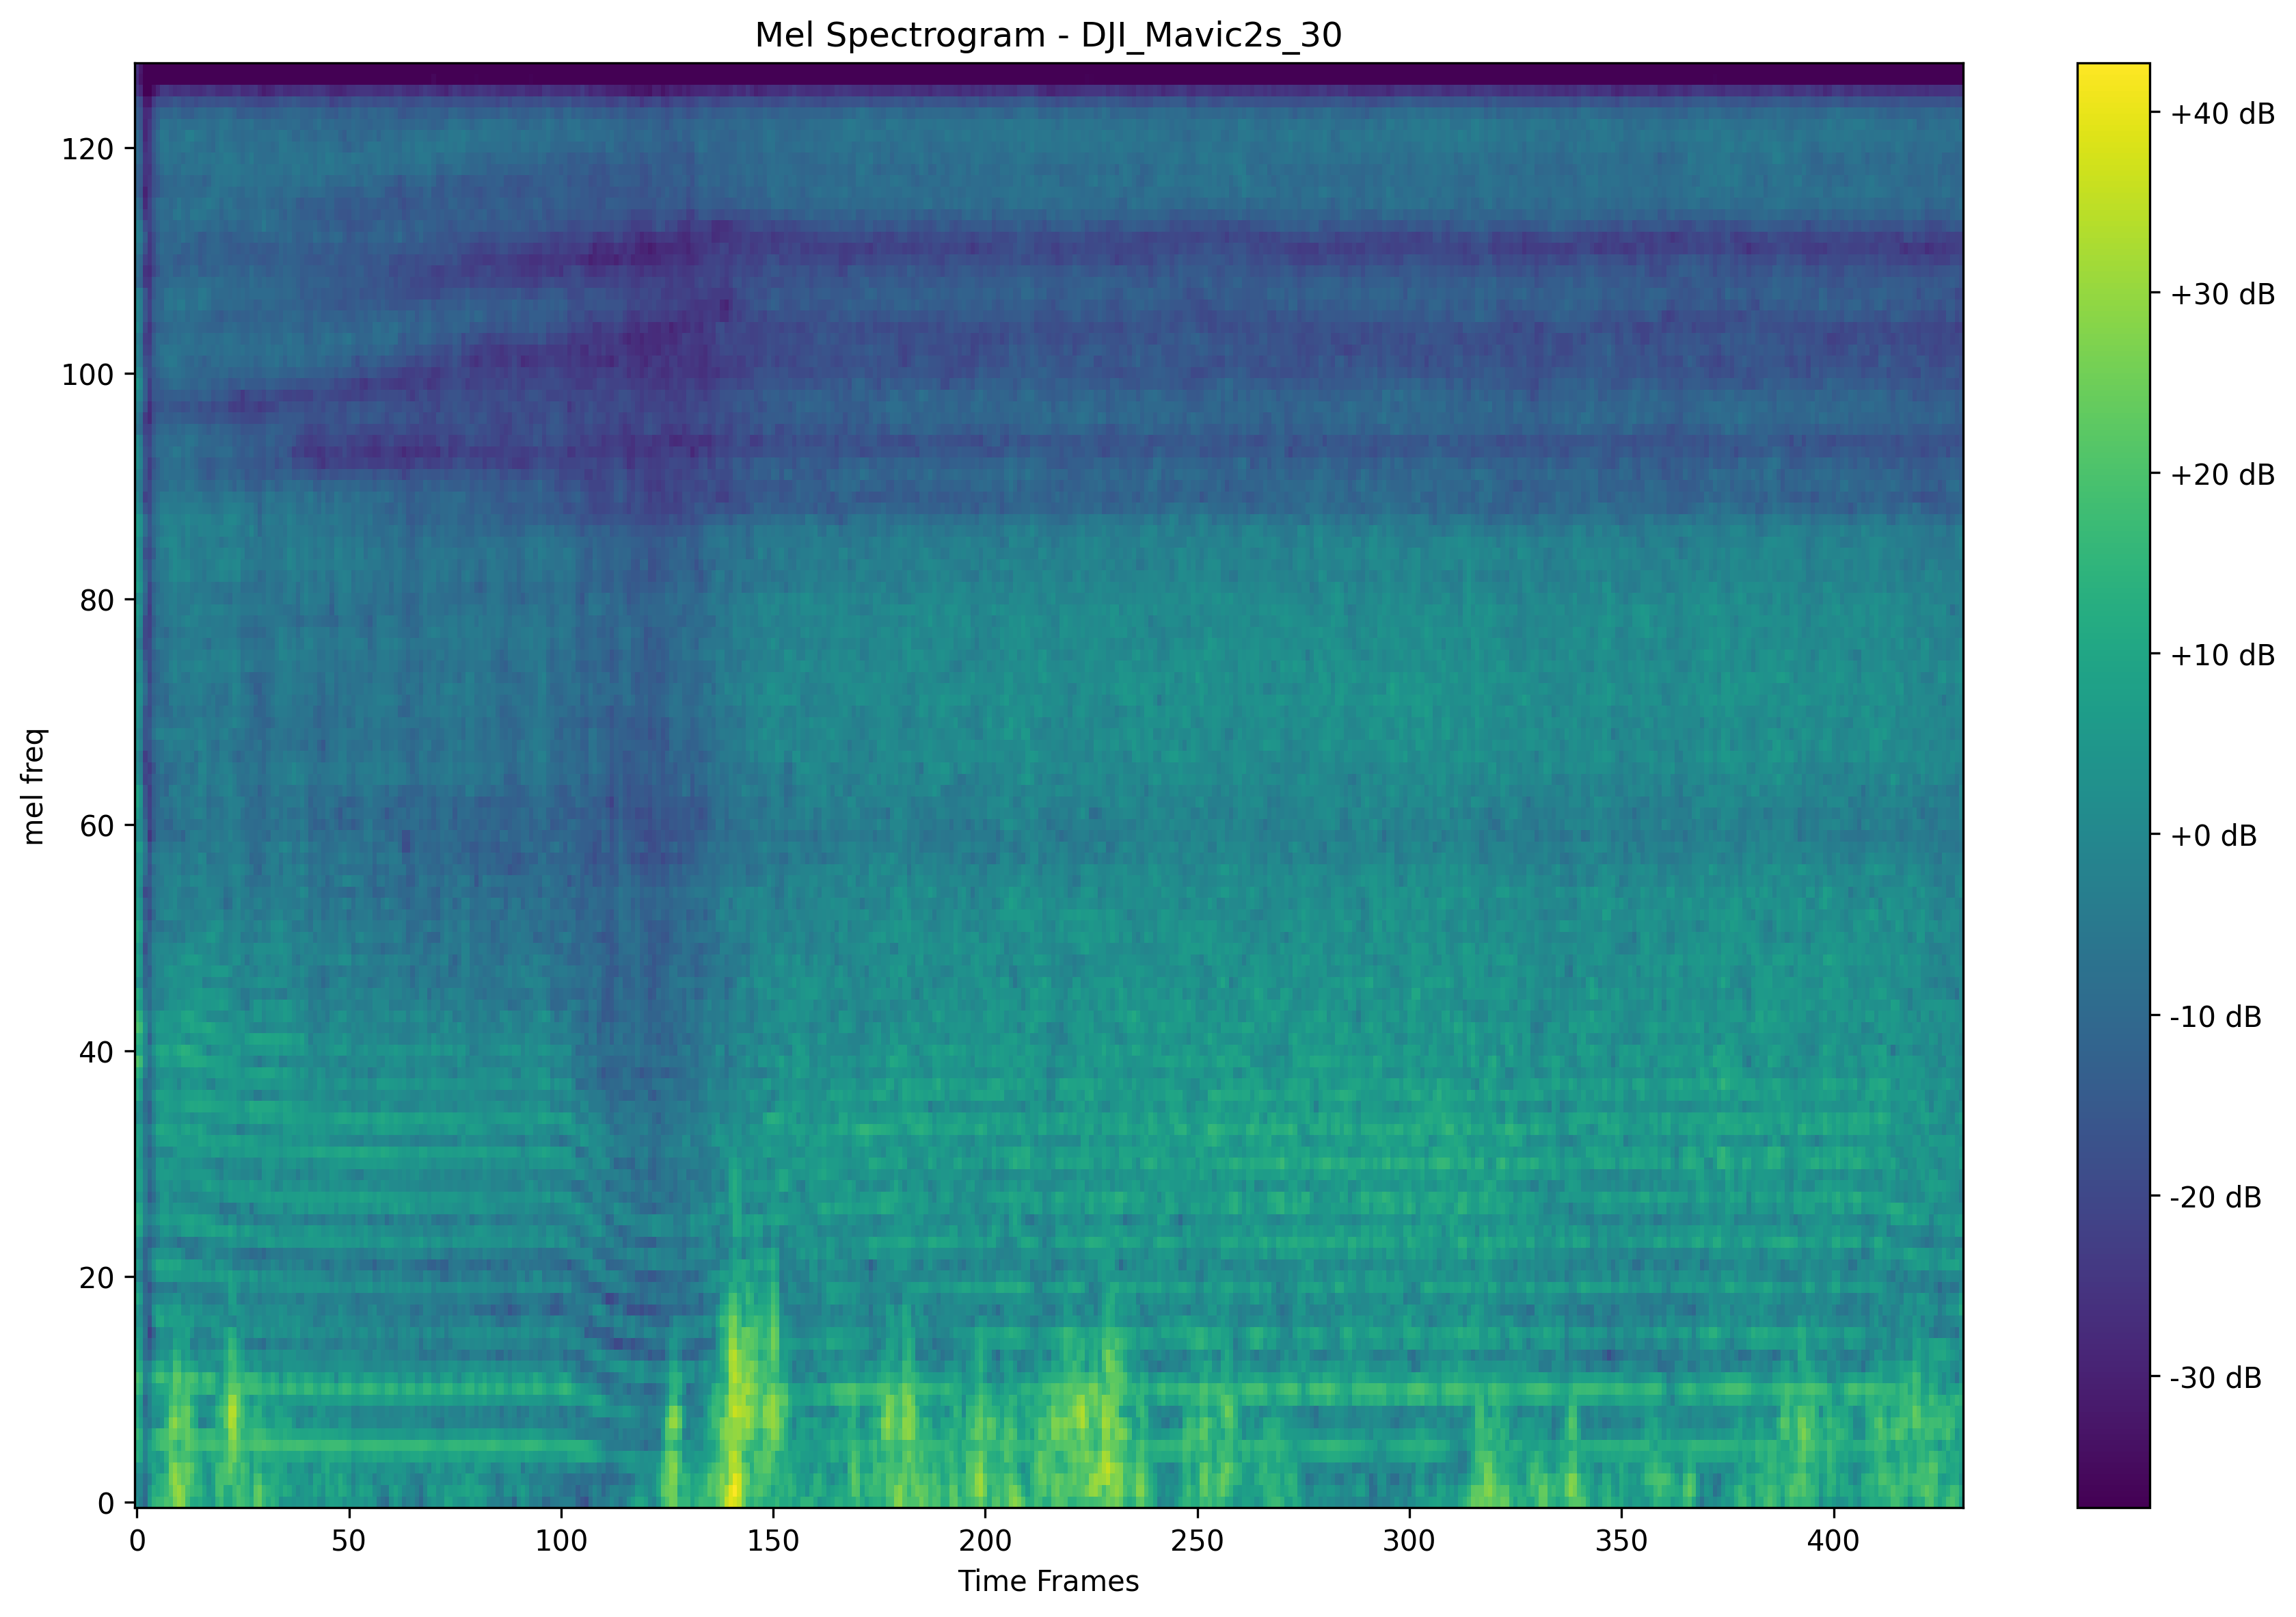 Mel Spectrogram - DJI_Mavic2s_30
mel freq
120
100
80
60
40
20
0
0 50 100 150 200 250 300 350 400
Time Frames
+40 dB
+30 dB
+20 dB
+10 dB
+0 dB
-10 dB
-20 dB
-30 dB